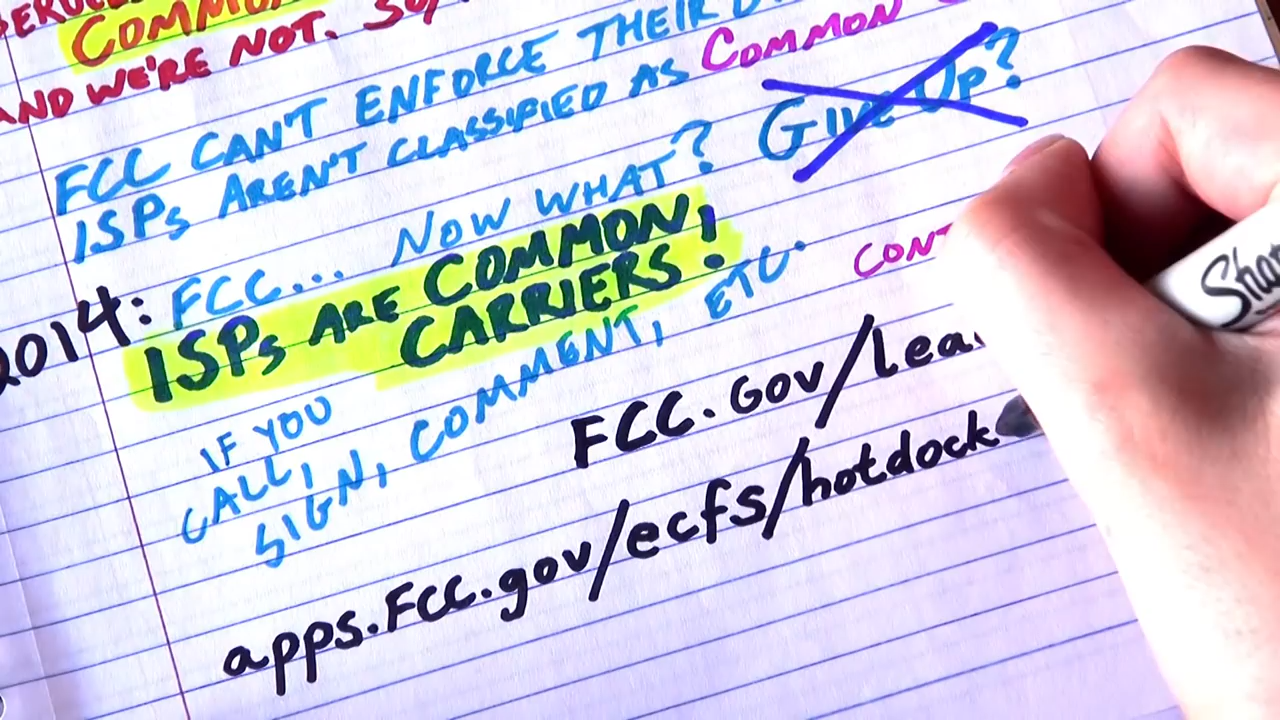 COMMON
AND WE'RE NOT. SO,
FCC CAN'T ENFORCE THEIR
ISPs AREN'T CLASSIFIED AS COMMON
FCC... NOW WHAT? GIVE UP?
2014:
ISPs ARE COMMON
CARRIERS!
IF YOU
CALL,
SIGN, COMMENT, ETC.
CONT
FCC.GOV/lea
apps.FCC.gov/ecfs/hotdock
Shar